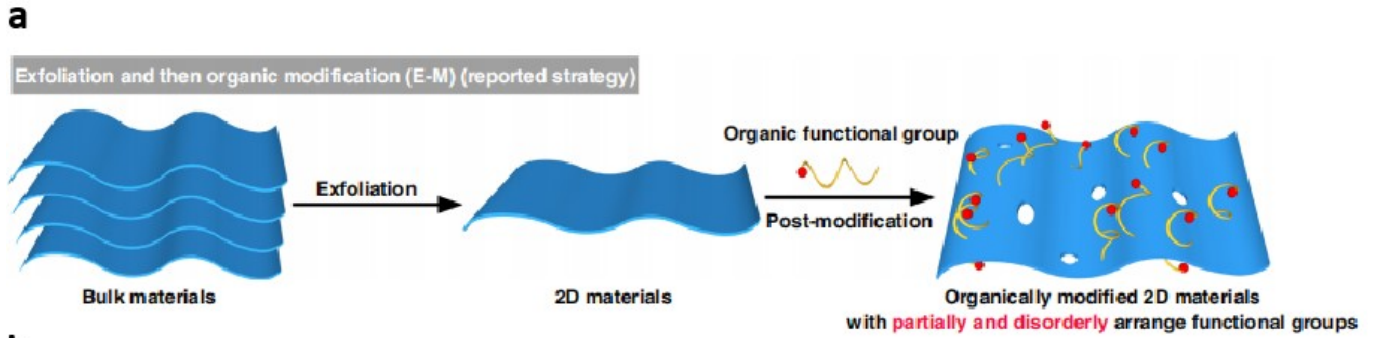 a
Exfoliation and then organic modification (E-M) (reported strategy)
Organic functional group
Exfoliation
Post-modification
Bulk materials
2D materials
Organically modified 2D materials
with partially and disorderly arrange functional groups